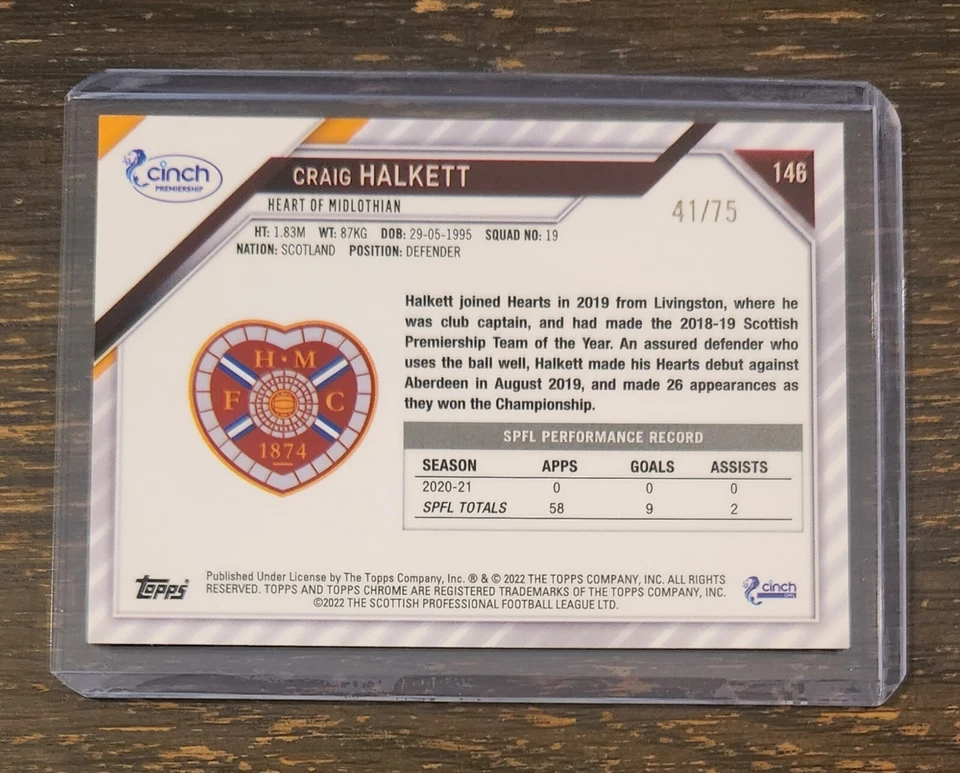 cinch
PREMIERSHIP
CRAIG HALKETT
146
HEART OF MIDLOTHIAN
41/75
HT: 1.83M WT: 87KG DOB: 29-05-1995 SQUAD NO: 19
NATION: SCOTLAND POSITION: DEFENDER
Halkett joined Hearts in 2019 from Livingston, where he
was club captain, and had made the 2018-19 Scottish
Premiership Team of the Year. An assured defender who
uses the ball well, Halkett made his Hearts debut against
Aberdeen in August 2019, and made 26 appearances as
they won the Championship.
H·M
F C
1874
SPFL PERFORMANCE RECORD
SEASON APPS GOALS ASSISTS
2020-21 0 0 0
SPFL TOTALS 58 9 2
topps
Published Under License by The Topps Company, Inc. ® & © 2022 THE TOPPS COMPANY, INC. ALL RIGHTS
RESERVED. TOPPS AND TOPPS CHROME ARE REGISTERED TRADEMARKS OF THE TOPPS COMPANY, INC.
©2022 THE SCOTTISH PROFESSIONAL FOOTBALL LEAGUE LTD.
cinch